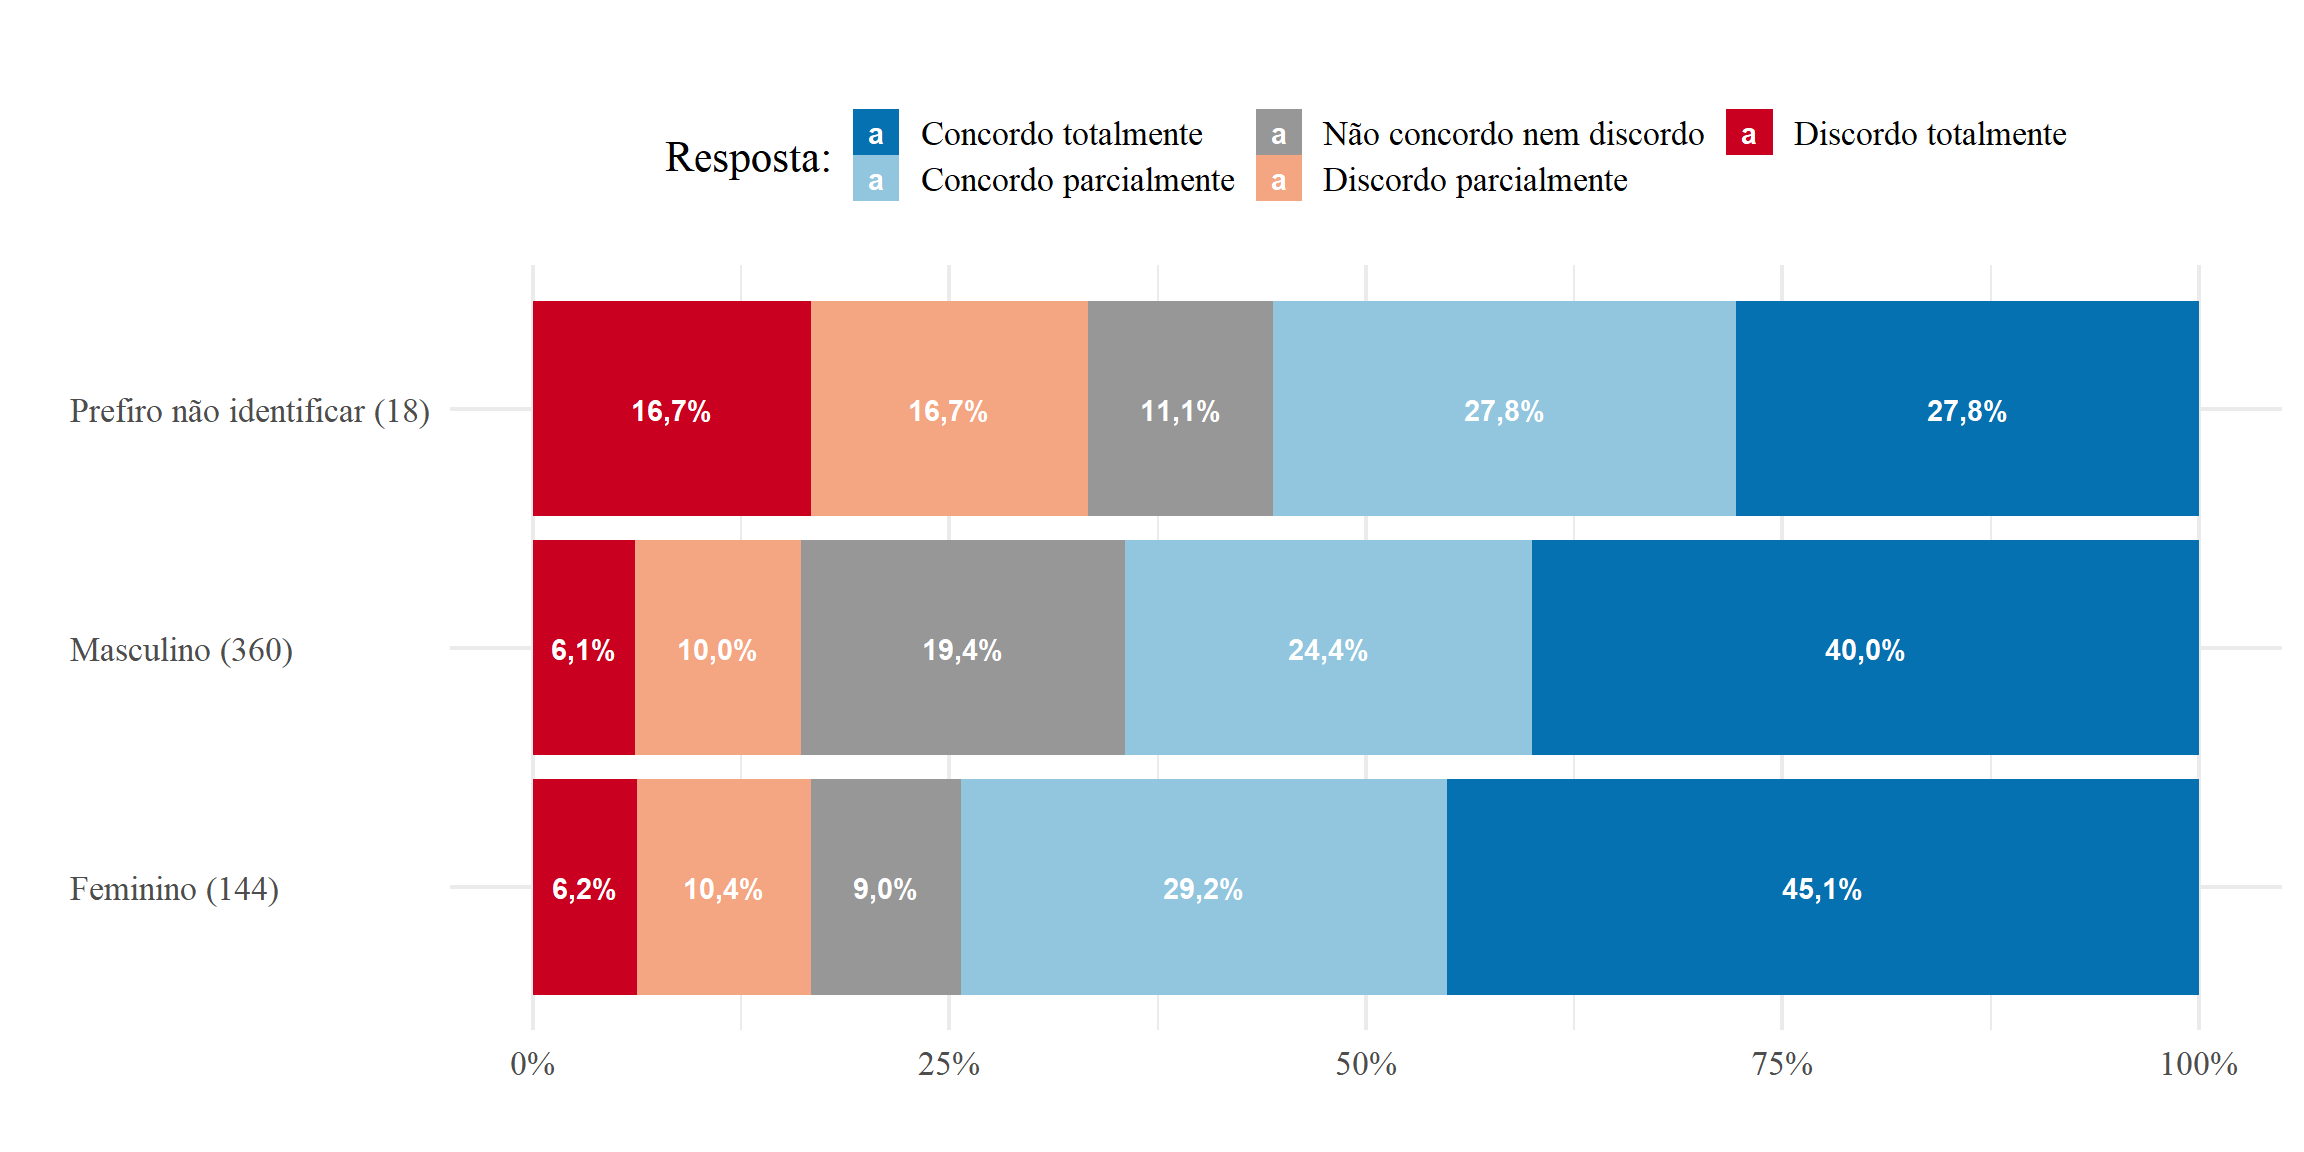 Resposta:
a Concordo totalmente
a Não concordo nem discordo
a Discordo totalmente
a Concordo parcialmente
a Discordo parcialmente
Prefiro não identificar (18)
16,7% 16,7% 11,1% 27,8% 27,8%
Masculino (360)
6,1% 10,0% 19,4% 24,4% 40,0%
Feminino (144)
6,2% 10,4% 9,0% 29,2% 45,1%
0% 25% 50% 75% 100%